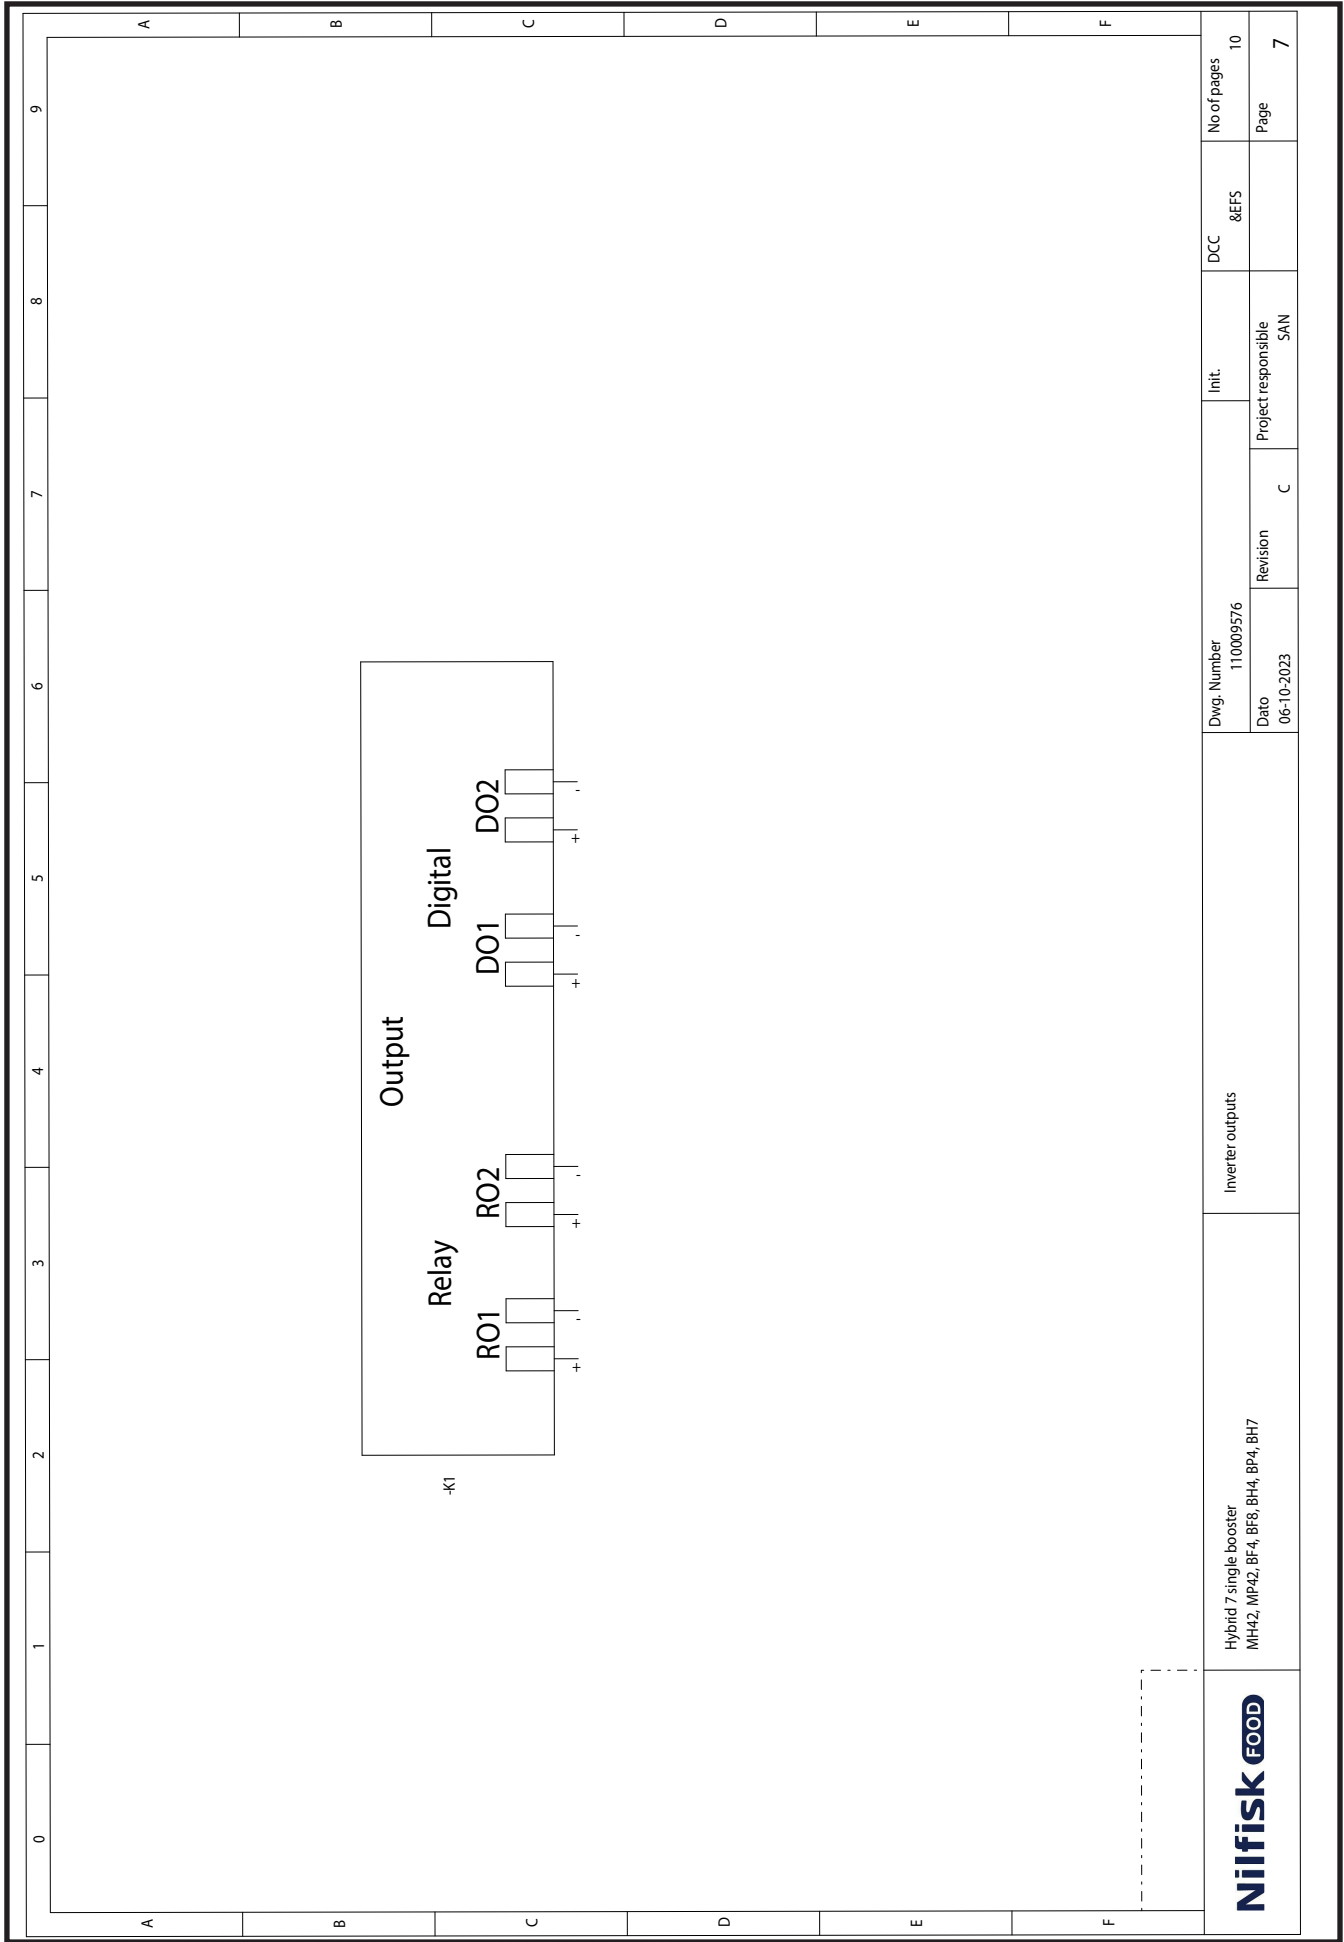 0 1 2 3 4 5 6 7 8 9
A A
B B
C C
D D
E E
F F
Output
Relay Digital
RO1 RO2 DO1 DO2
+ - + - + - + -
-K1
Nilfisk FOOD
Hybrid 7 single booster
MH42, MP42, BF4, BF8, BH4, BP4, BH7
Inverter outputs
Dwg. Number
110009576
Init.
DCC
&EFS
No of pages
10
Dato
06-10-2023
Revision
C
Project responsible
SAN
Page
7